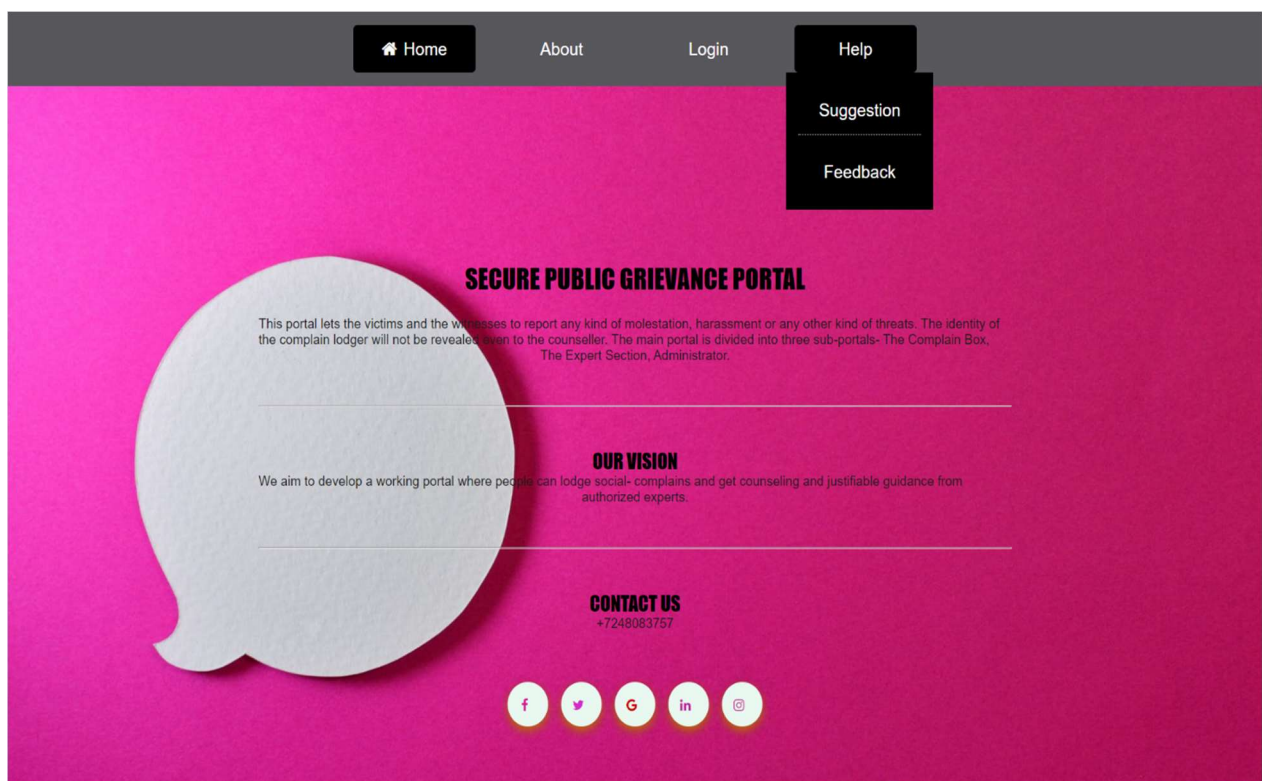 Home
About
Login
Help
Suggestion
Feedback
SECURE PUBLIC GRIEVANCE PORTAL
This portal lets the victims and the witnesses to report any kind of molestation, harassment or any other kind of threats. The identity of
the complain lodger will not be revealed even to the counseller. The main portal is divided into three sub-portals- The Complain Box,
The Expert Section, Administrator.
OUR VISION
We aim to develop a working portal where people can lodge social- complains and get counseling and justifiable guidance from
authorized experts.
CONTACT US
+7248083757
f
G
in